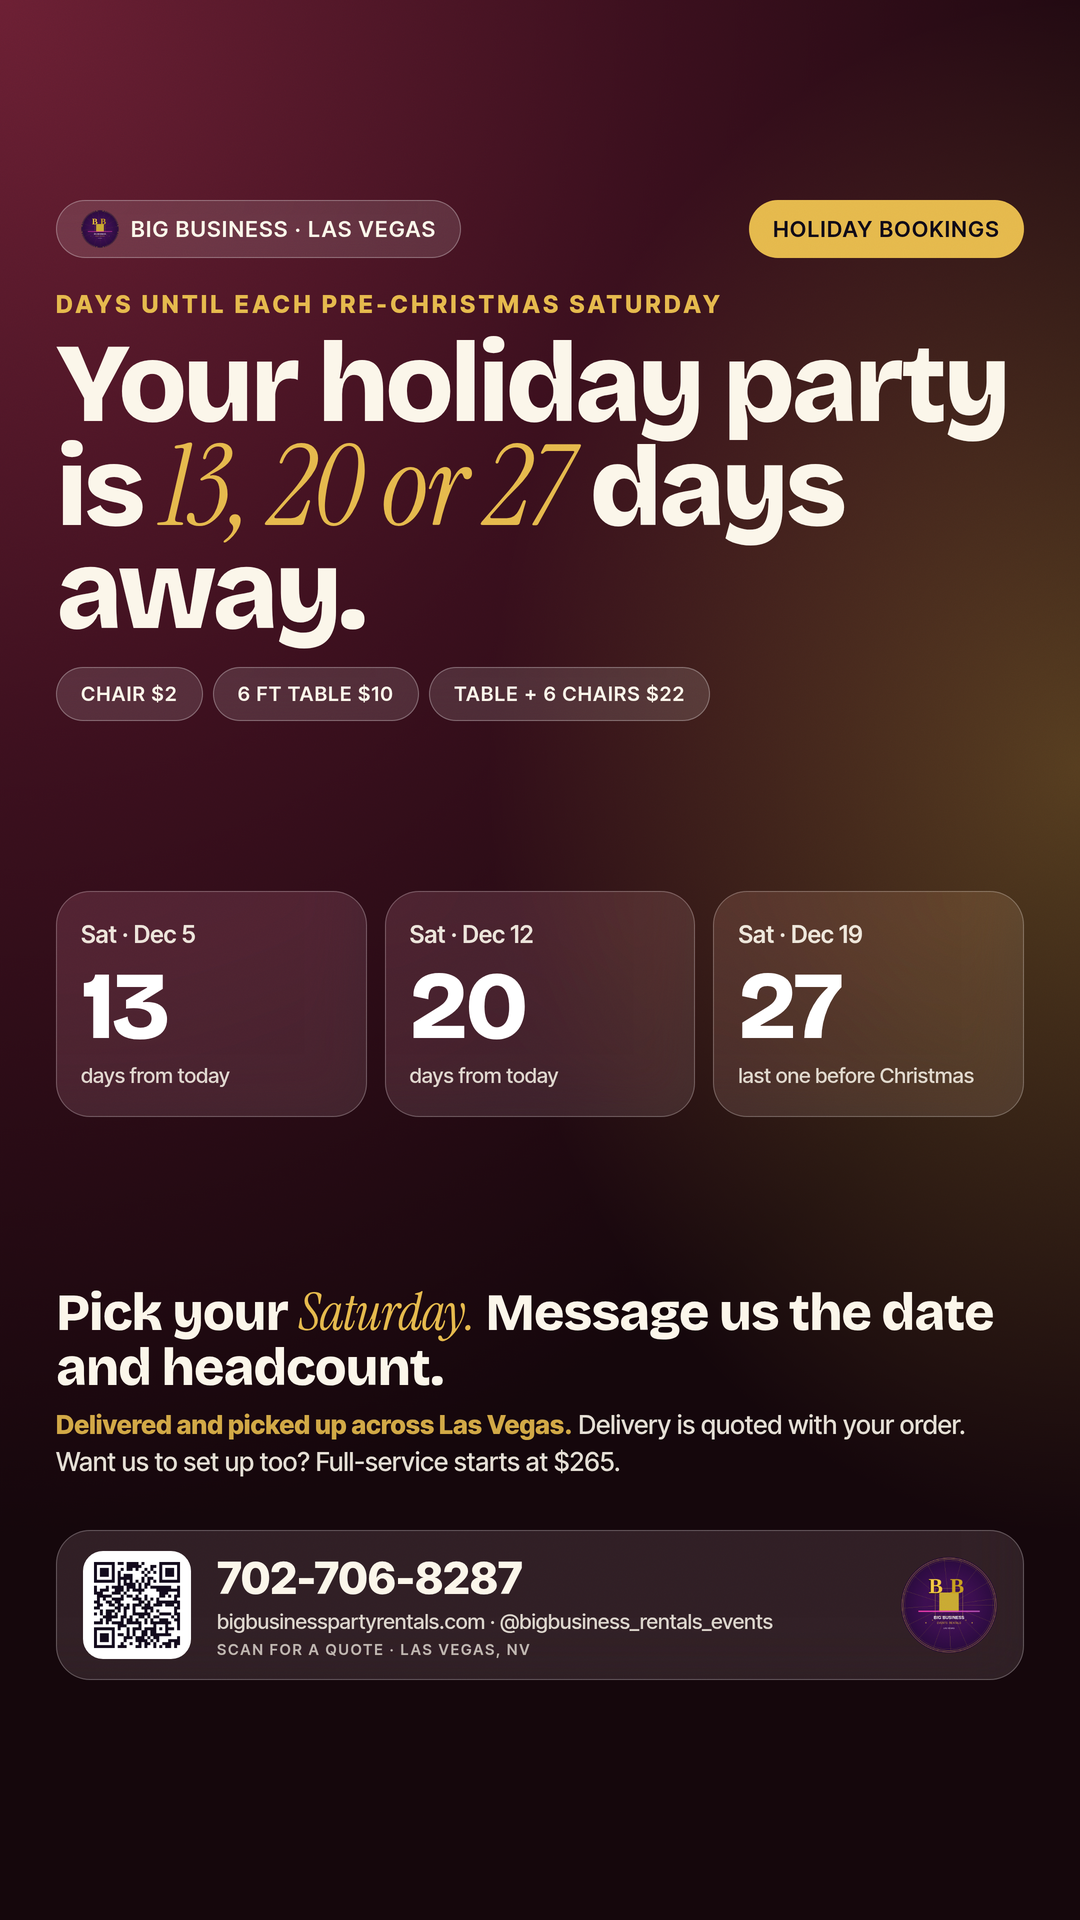 BIG BUSINESS · LAS VEGAS
HOLIDAY BOOKINGS
DAYS UNTIL EACH PRE-CHRISTMAS SATURDAY
Your holiday party
is 13, 20 or 27 days
away.
CHAIR $2
6 FT TABLE $10
TABLE + 6 CHAIRS $22
Sat · Dec 5
13
days from today
Sat · Dec 12
20
days from today
Sat · Dec 19
27
last one before Christmas
Pick your Saturday. Message us the date
and headcount.
Delivered and picked up across Las Vegas. Delivery is quoted with your order.
Want us to set up too? Full-service starts at $265.
702-706-8287
bigbusinesspartyrentals.com · @bigbusiness_rentals_events
SCAN FOR A QUOTE · LAS VEGAS, NV
B B
BIG BUSINESS